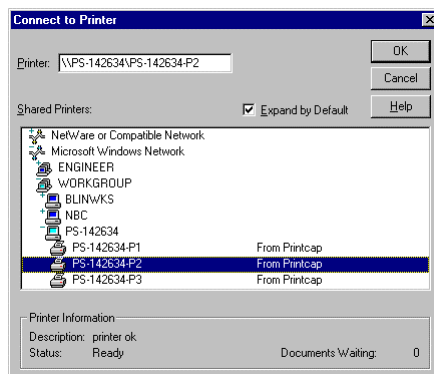 Connect to Printer
Printer: \\PS-142634\PS-142634-P2
OK
Cancel
Shared Printers:
Expand by Default
Help
NetWare or Compatible Network
Microsoft Windows Network
ENGINEER
WORKGROUP
BLINWKS
NBC
PS-142634
PS-142634-P1 From Printcap
PS-142634-P2 From Printcap
PS-142634-P3 From Printcap
Printer Information
Description: printer ok
Status: Ready Documents Waiting: 0